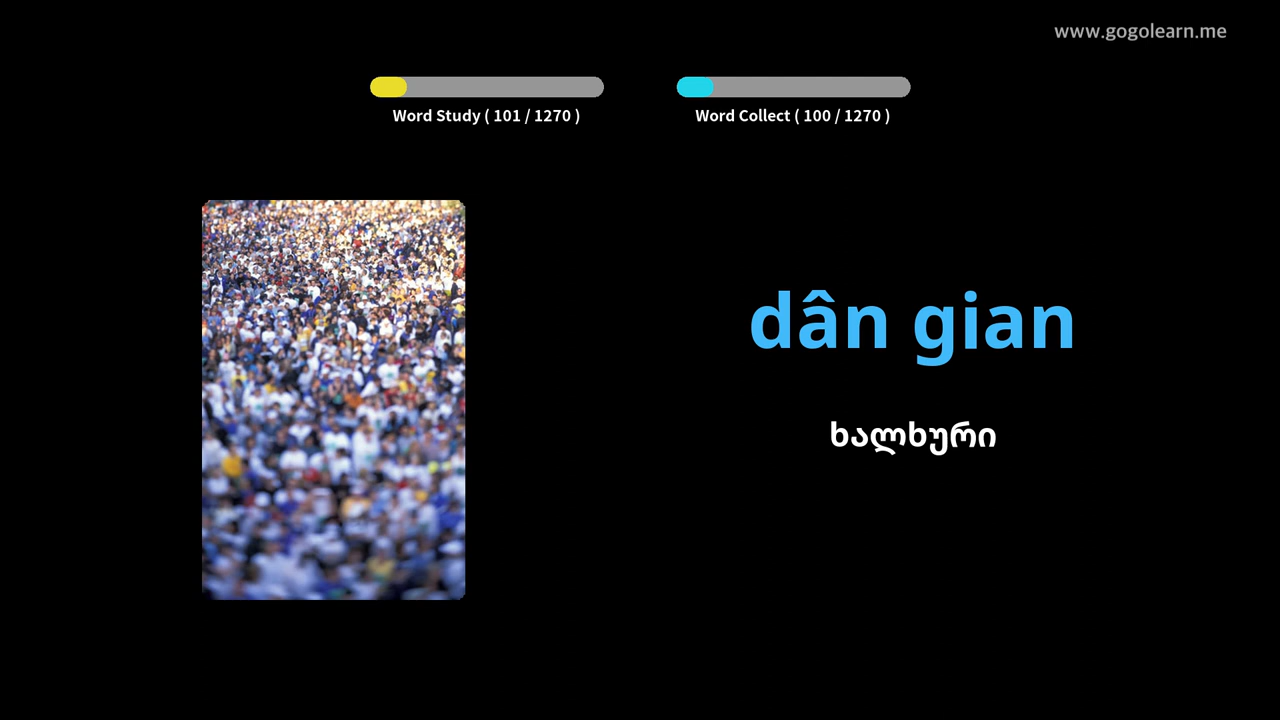 www.gogolearn.me
Word Study ( 101 / 1270 )
Word Collect ( 100 / 1270 )
dân gian
ხალხური